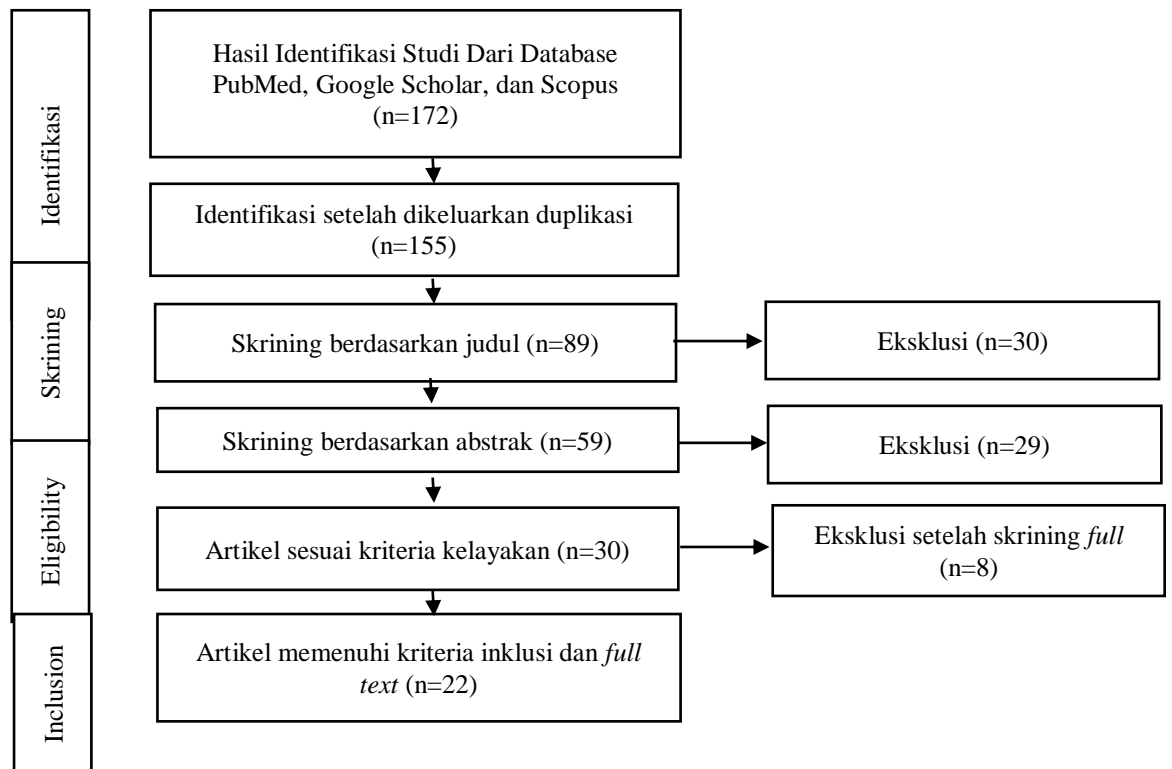 Identifikasi
Hasil Identifikasi Studi Dari Database
PubMed, Google Scholar, dan Scopus
(n=172)
Identifikasi setelah dikeluarkan duplikasi
(n=155)
Skrining
Skrining berdasarkan judul (n=89)
Eksklusi (n=30)
Skrining berdasarkan abstrak (n=59)
Eksklusi (n=29)
Eligibility
Artikel sesuai kriteria kelayakan (n=30)
Eksklusi setelah skrining full
(n=8)
Inclusion
Artikel memenuhi kriteria inklusi dan full
text (n=22)